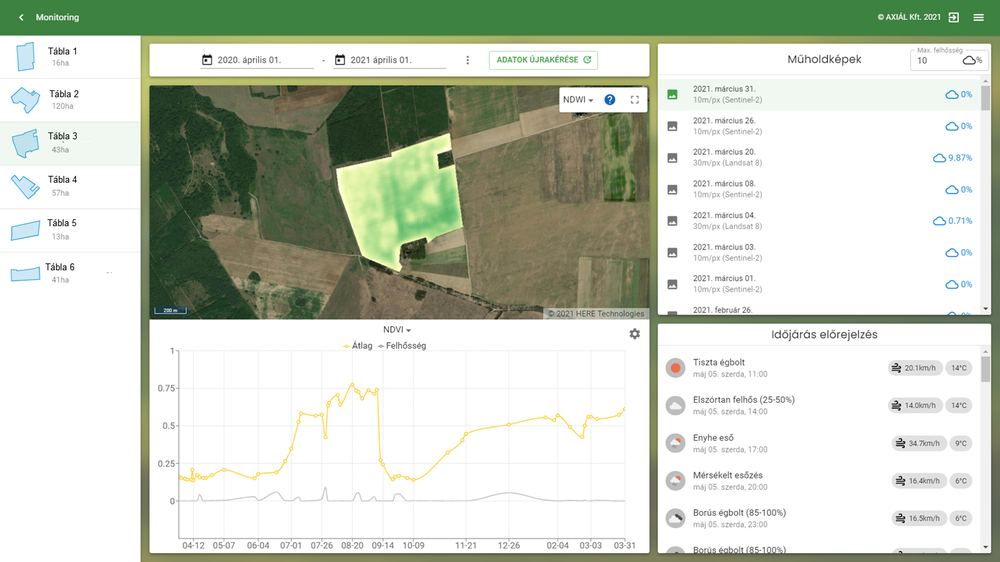 Monitoring
© AXIÁL Kft. 2021
Tábla 1
16ha
Tábla 2
120ha
Tábla 3
43ha
Tábla 4
57ha
Tábla 5
13ha
Tábla 6
41ha
2020. április 01. - 2021 április 01.
ADATOK ÚJRAKÉRÉSE
NDWI
?
200 m
© 2021 HERE Technologies
NDVI
Átlag Felhősség
1
0.75
0.5
0.25
0
04-12 05-07 06-04 07-01 07-26 08-20 09-14 10-09 11-21 12-26 02-04 03-03 03-31
Műholdképek
Max. felhősség
10 %
2021. március 31.
10m/px (Sentinel-2)
0%
2021. március 26.
10m/px (Sentinel-2)
0%
2021. március 20.
30m/px (Landsat 8)
9.87%
2021. március 08.
10m/px (Sentinel-2)
0%
2021. március 04.
30m/px (Landsat 8)
0.71%
2021. március 03.
10m/px (Sentinel-2)
0%
2021. március 01.
10m/px (Sentinel-2)
0%
2021. február 26.
0%
Időjárás előrejelzés
Tiszta égbolt
máj 05. szerda, 11:00
20.1km/h 14°C
Elszórtan felhős (25-50%)
máj 05. szerda, 14:00
14.0km/h 14°C
Enyhe eső
máj 05. szerda, 17:00
34.7km/h 9°C
Mérsékelt esőzés
máj 05. szerda, 20:00
16.4km/h 6°C
Borús égbolt (85-100%)
máj 05. szerda, 23:00
16.5km/h 6°C
Borús égbolt (85-100%)